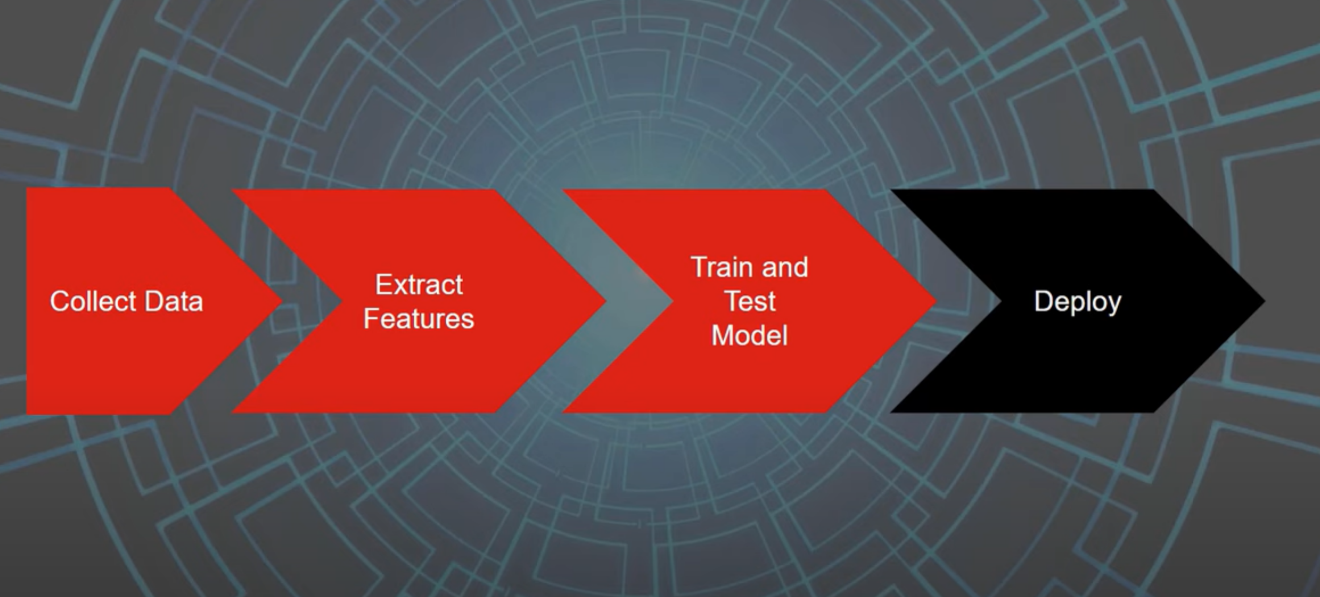 Collect Data
Extract
Features
Train and
Test
Model
Deploy